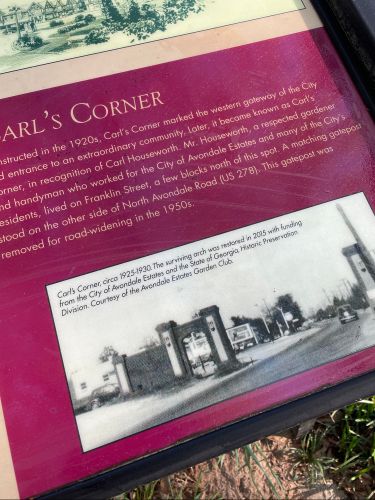 ARL'S CORNER
nstructed in the 1920s, Carl's Corner marked the western gateway of the City
d entrance to an extraordinary community. Later, it became known as Carl's
orner, in recognition of Carl Houseworth. Mr. Houseworth, a respected gardener
nd handyman who worked for the City of Avondale Estates and many of the City's
esidents, lived on Franklin Street, a few blocks north of this spot. A matching gatepost
stood on the other side of North Avondale Road (US 278). This gatepost was
removed for road-widening in the 1950s.
Carl's Corner, circa 1925-1930. The surviving arch was restored in 2015 with funding
from the City of Avondale Estates and the State of Georgia, Historic Preservation
Division. Courtesy of the Avondale Estates Garden Club.